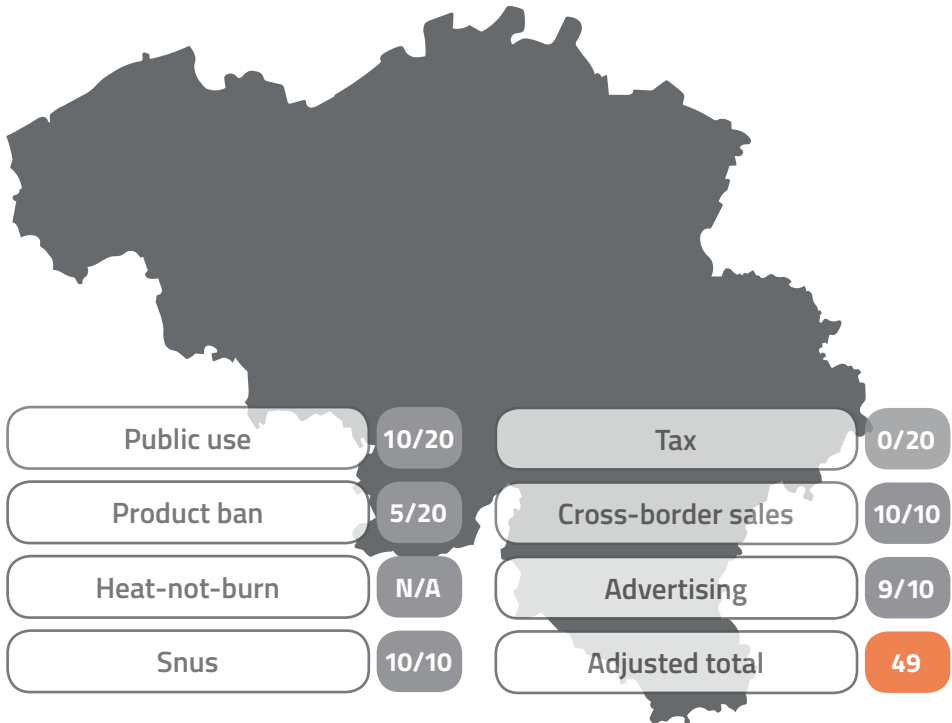 Public use 10/20
Product ban 5/20
Heat-not-burn N/A
Snus 10/10
Tax 0/20
Cross-border sales 10/10
Advertising 9/10
Adjusted total 49